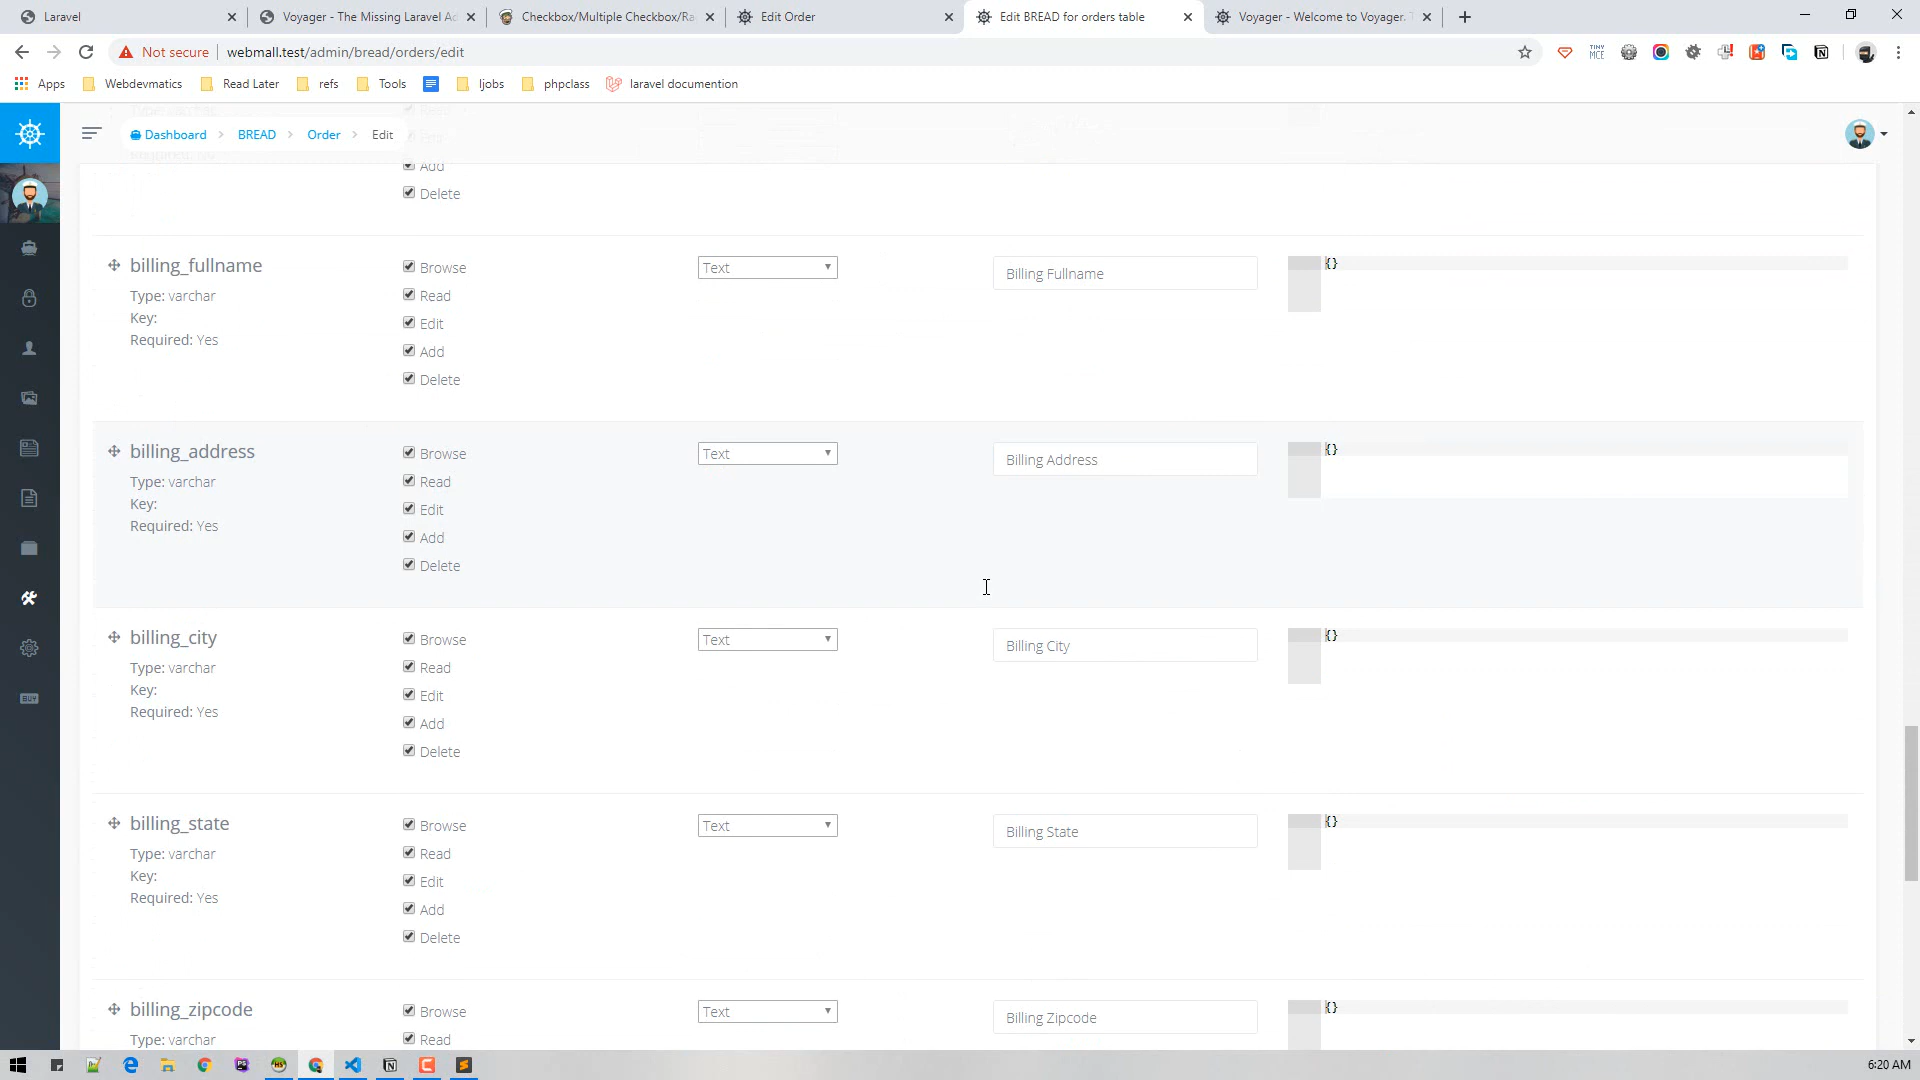 Laravel
Voyager - The Missing Laravel Ad
Checkbox/Multiple Checkbox/Ra
Edit Order
Edit BREAD for orders table
Voyager - Welcome to Voyager. T
Not secure
webmall.test/admin/bread/orders/edit
Apps
Webdevmatics
Read Later
refs
Tools
ljobs
phpclass
laravel documention
Dashboard
BREAD
Order
Edit
Add
Delete
billing_fullname
Type: varchar
Key:
Required: Yes
Browse
Read
Edit
Add
Delete
Text
Billing Fullname
{}
billing_address
Type: varchar
Key:
Required: Yes
Browse
Read
Edit
Add
Delete
Text
Billing Address
{}
billing_city
Type: varchar
Key:
Required: Yes
Browse
Read
Edit
Add
Delete
Text
Billing City
{}
billing_state
Type: varchar
Key:
Required: Yes
Browse
Read
Edit
Add
Delete
Text
Billing State
{}
billing_zipcode
Type: varchar
Browse
Read
Text
Billing Zipcode
{}
BUY
TINY
MCE
PS
6:20 AM